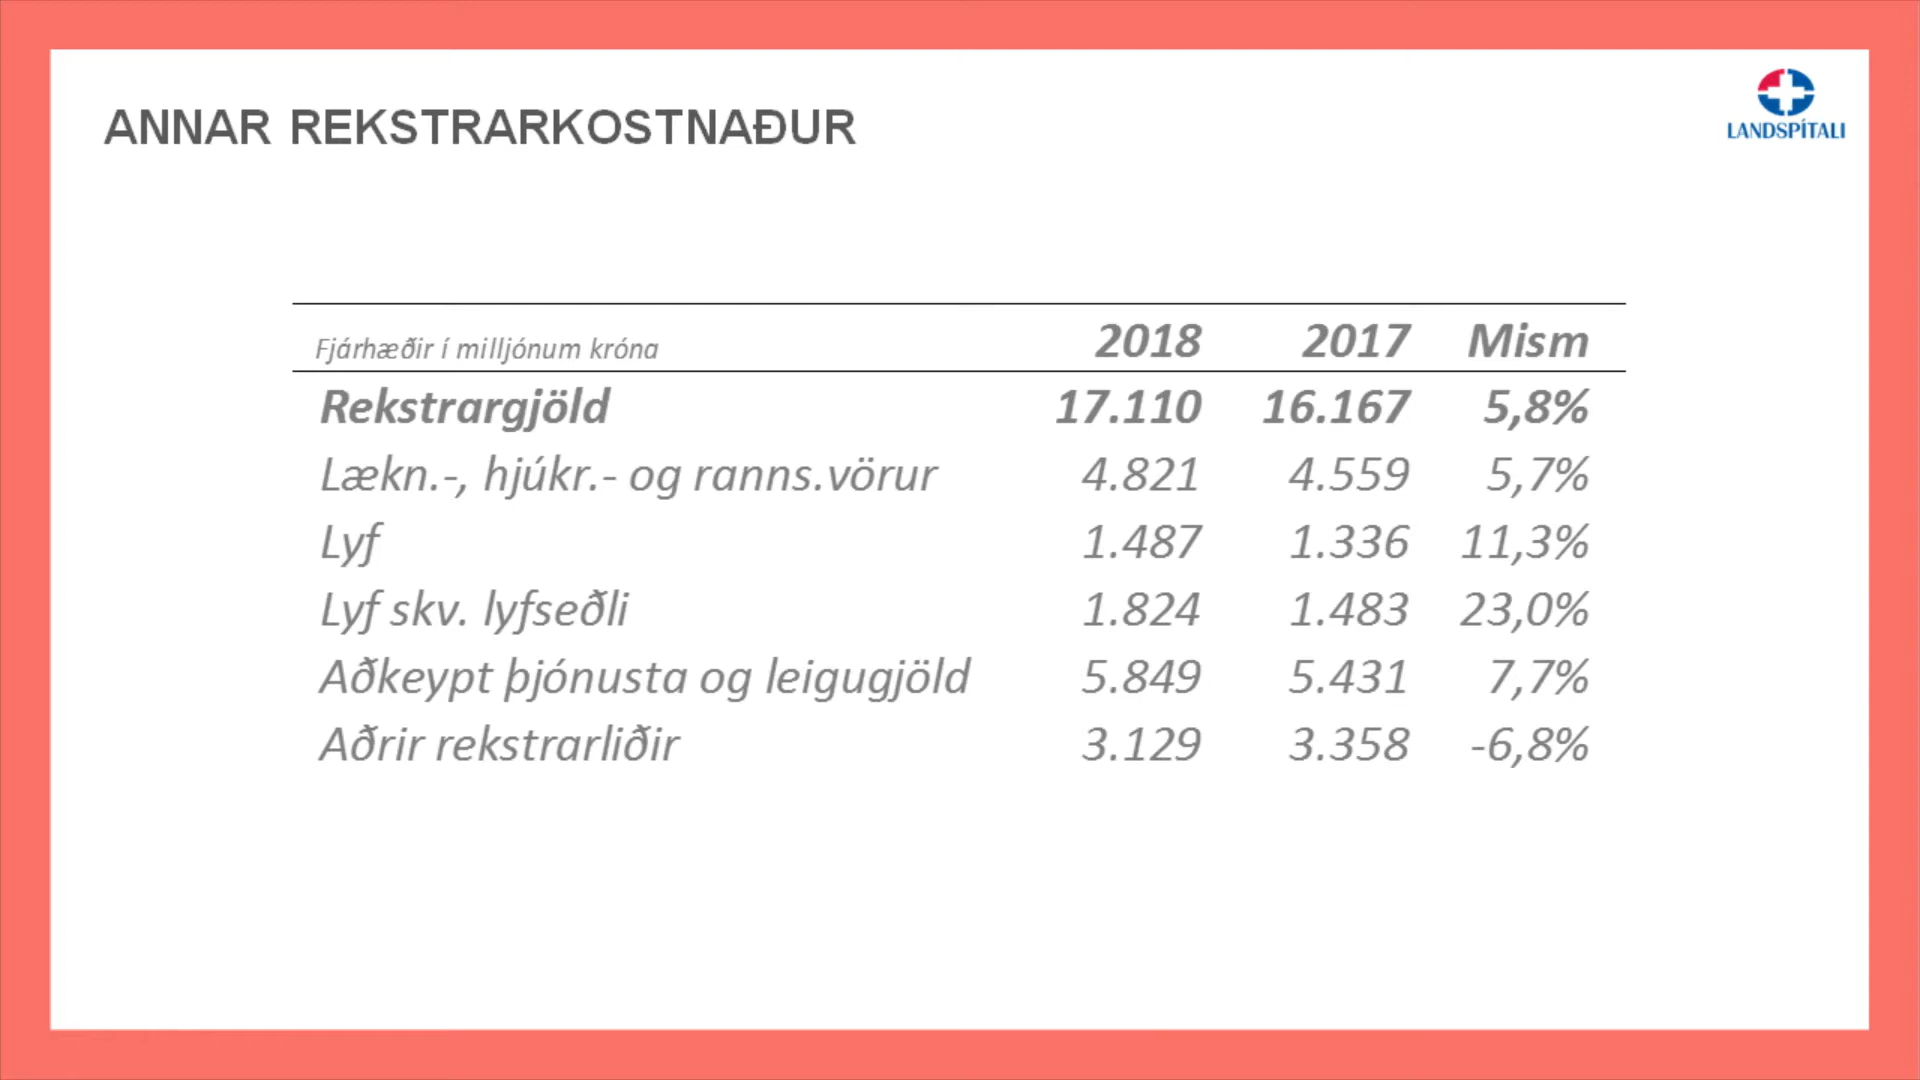 ANNAR REKSTRARKOSTNAÐUR
LANDSPÍTALI
Fjárhæðir í milljónum króna 2018 2017 Mism
Rekstrargjöld 17.110 16.167 5,8%
Lækn.-, hjúkr.- og ranns.vörur 4.821 4.559 5,7%
Lyf 1.487 1.336 11,3%
Lyf skv. lyfseðli 1.824 1.483 23,0%
Aðkeypt þjónusta og leigugjöld 5.849 5.431 7,7%
Aðrir rekstrarliðir 3.129 3.358 -6,8%